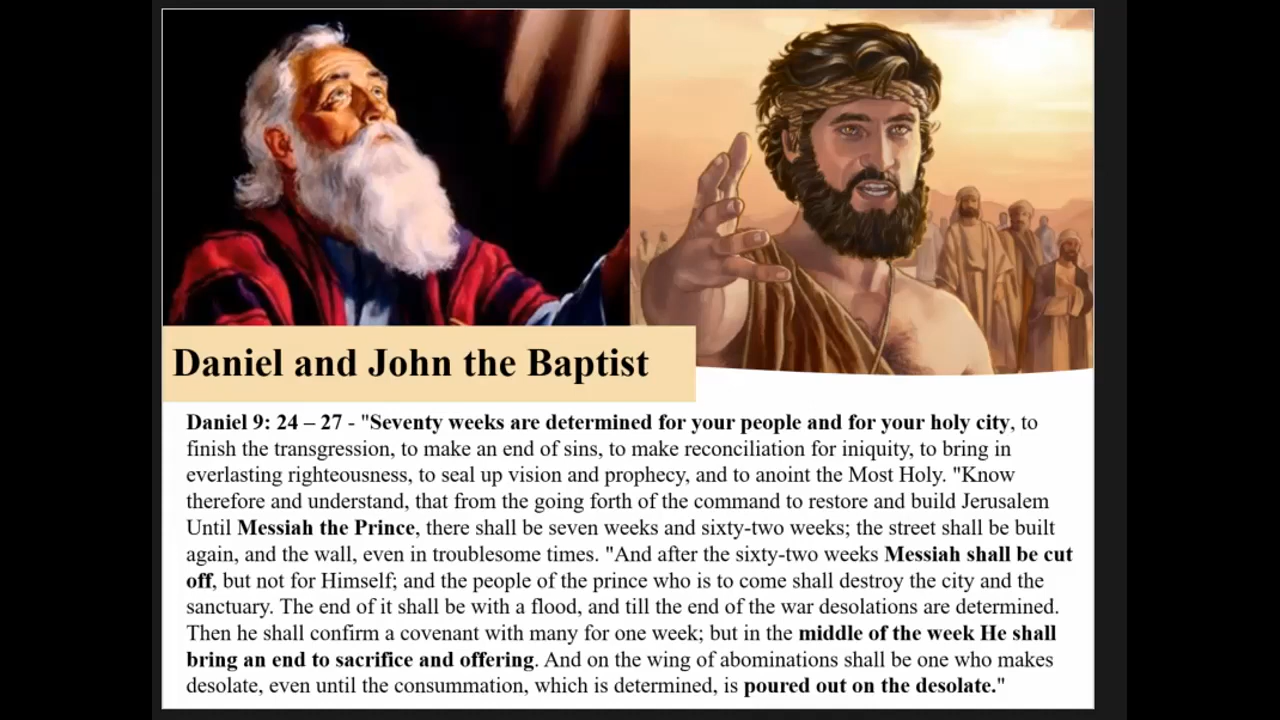 Daniel and John the Baptist
Daniel 9: 24 – 27 - "Seventy weeks are determined for your people and for your holy city, to
finish the transgression, to make an end of sins, to make reconciliation for iniquity, to bring in
everlasting righteousness, to seal up vision and prophecy, and to anoint the Most Holy. "Know
therefore and understand, that from the going forth of the command to restore and build Jerusalem
Until Messiah the Prince, there shall be seven weeks and sixty-two weeks; the street shall be built
again, and the wall, even in troublesome times. "And after the sixty-two weeks Messiah shall be cut
off, but not for Himself; and the people of the prince who is to come shall destroy the city and the
sanctuary. The end of it shall be with a flood, and till the end of the war desolations are determined.
Then he shall confirm a covenant with many for one week; but in the middle of the week He shall
bring an end to sacrifice and offering. And on the wing of abominations shall be one who makes
desolate, even until the consummation, which is determined, is poured out on the desolate."